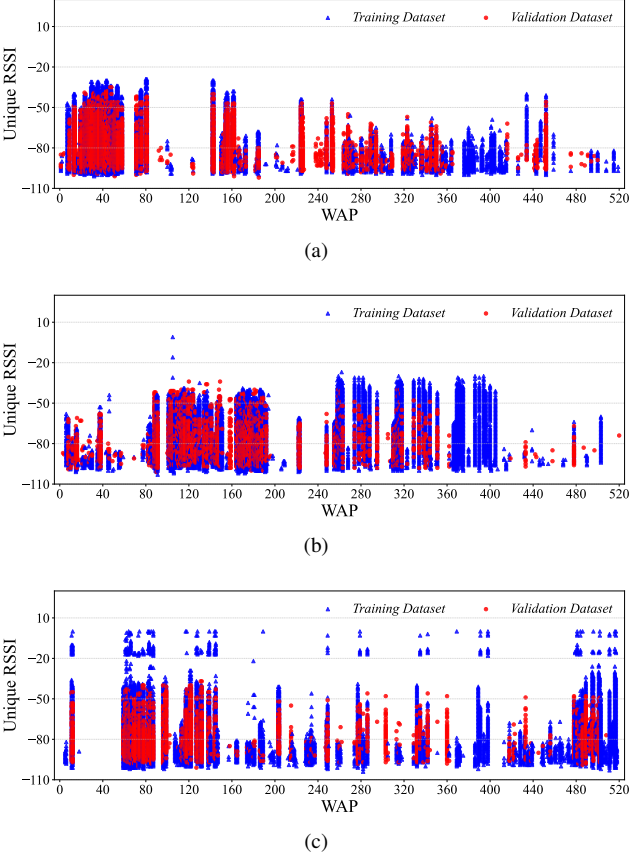 Training Dataset Validation Dataset
10
−20
−50
−80
−110
Unique RSSI
0 40 80 120 160 200 240 280 320 360 400 440 480 520
WAP
(a)
Training Dataset Validation Dataset
10
−20
−50
−80
−110
Unique RSSI
0 40 80 120 160 200 240 280 320 360 400 440 480 520
WAP
(b)
Training Dataset Validation Dataset
10
−20
−50
−80
−110
Unique RSSI
0 40 80 120 160 200 240 280 320 360 400 440 480 520
WAP
(c)